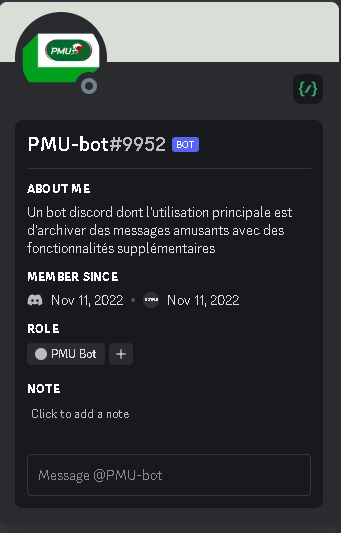 PMU
{/}
PMU-bot#9952 BOT
ABOUT ME
Un bot discord dont l'utilisation principale est
d'archiver des messages amusants avec des
fonctionnalités supplémentaires
MEMBER SINCE
Nov 11, 2022 • Nov 11, 2022
ROLE
PMU Bot +
NOTE
Click to add a note
Message @PMU-bot